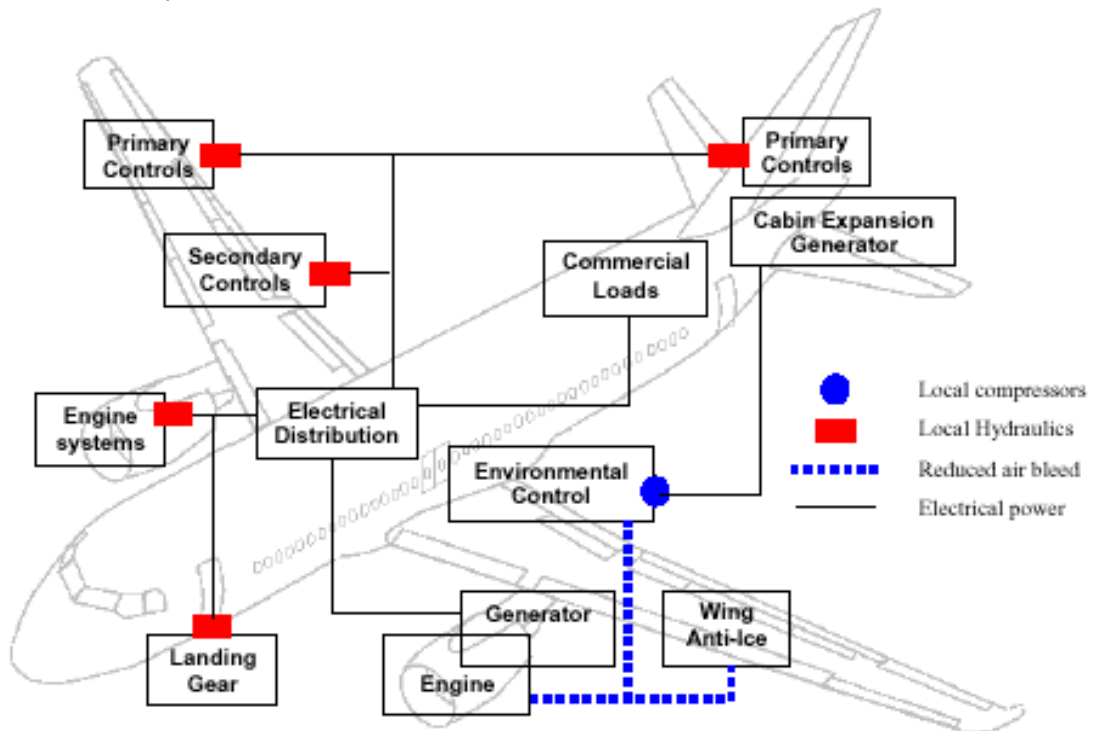 Primary
Controls
Primary
Controls
Cabin Expansion
Generator
Secondary
Controls
Commercial
Loads
Engine
systems
Electrical
Distribution
Environmental
Control
Local compressors
Local Hydraulics
Reduced air bleed
Electrical power
Generator
Wing
Anti-Ice
Landing
Gear
Engine